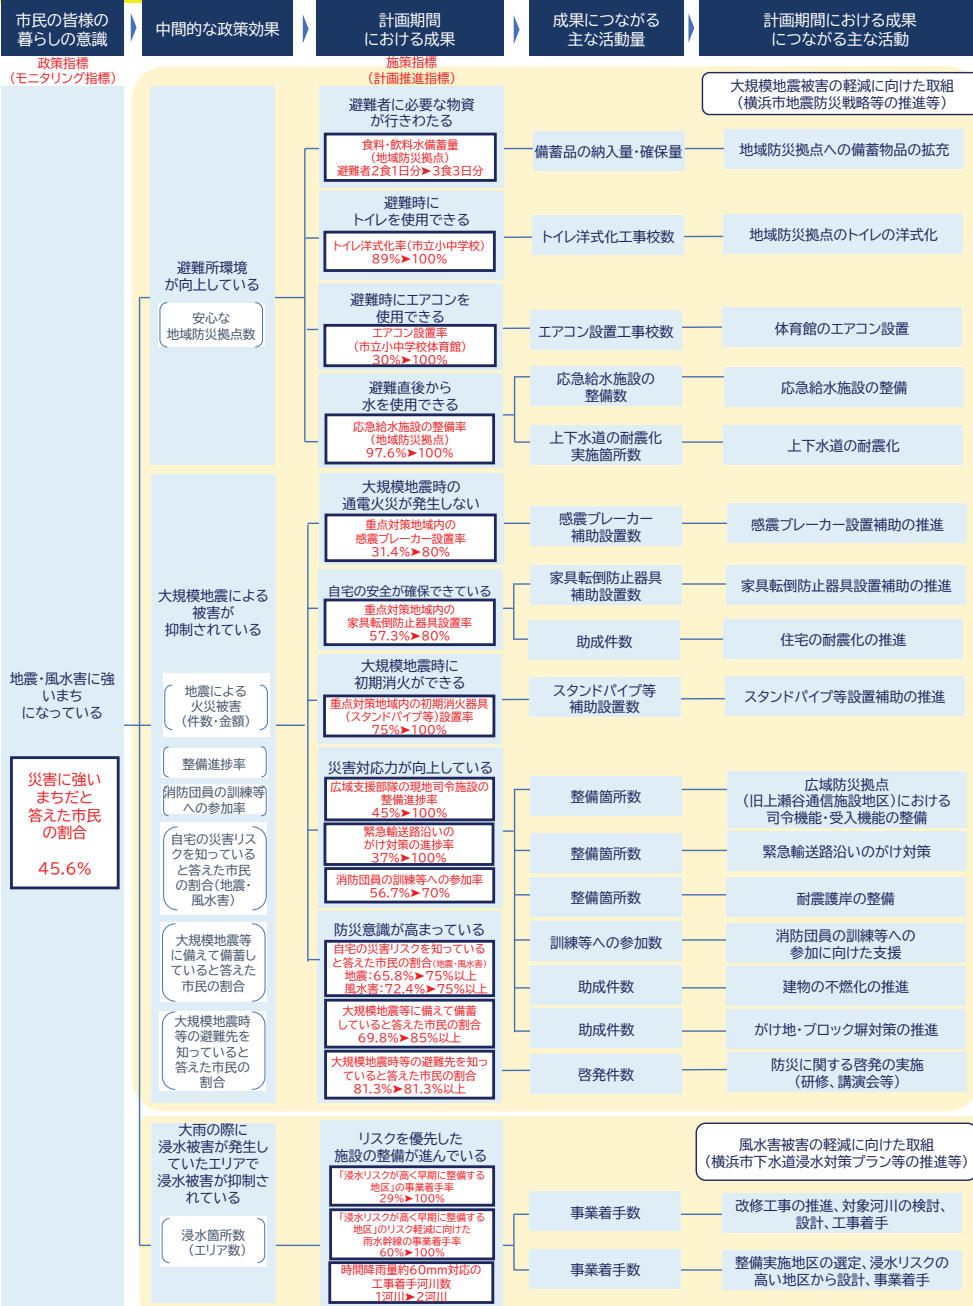 市民の皆様の
暮らしの意識
中間的な政策効果
計画期間
における成果
成果につながる
主な活動量
計画期間における成果
につながる主な活動
政策指標
（モニタリング指標）
施策指標
（計画推進指標）
地震・風水害に強
いまち
になっている
災害に強い
まちだと
答えた市民
の割合
45.6%
大規模地震被害の軽減に向けた取組
（横浜市地震防災戦略等の推進等）
避難所環境
が向上している
安心な
地域防災拠点数
避難者に必要な物資
が行きわたる
食料・飲料水備蓄量
（地域防災拠点）
避難者2食1日分➤3食3日分
備蓄品の納入量・確保量
地域防災拠点への備蓄物品の拡充
避難時に
トイレを使用できる
トイレ洋式化率（市立小中学校）
89%➤100%
トイレ洋式化工事校数
地域防災拠点のトイレの洋式化
避難時にエアコンを
使用できる
エアコン設置率
（市立小中学校体育館）
30%➤100%
エアコン設置工事校数
体育館のエアコン設置
避難直後から
水を使用できる
応急給水施設の整備率
（地域防災拠点）
97.6%➤100%
応急給水施設の
整備数
応急給水施設の整備
上下水道の耐震化
実施箇所数
上下水道の耐震化
大規模地震による
被害が
抑制されている
地震による
火災被害
（件数・金額）
整備進捗率
消防団員の訓練等
への参加率
自宅の災害リス
クを知っている
と答えた市民
の割合（地震・
風水害）
大規模地震等
に備えて備蓄し
ていると答えた
市民の割合
大規模地震時
等の避難先を
知っていると
答えた市民の
割合
大規模地震時の
通電火災が発生しない
重点対策地域内の
感震ブレーカー設置率
31.4%➤80%
感震ブレーカー
補助設置数
感震ブレーカー設置補助の推進
自宅の安全が確保できている
重点対策地域内の
家具転倒防止器具設置率
57.3%➤80%
家具転倒防止器具
補助設置数
家具転倒防止器具設置補助の推進
助成件数
住宅の耐震化の推進
大規模地震時に
初期消火ができる
重点対策地域内の初期消火器具
（スタンドパイプ等）設置率
75%➤100%
スタンドパイプ等
補助設置数
スタンドパイプ等設置補助の推進
災害対応力が向上している
広域支援部隊の現地司令施設の
整備進捗率
45%➤100%
緊急輸送路沿いの
がけ対策の進捗率
37%➤100%
消防団員の訓練等への参加率
56.7%➤70%
整備箇所数
広域防災拠点
（旧上瀬谷通信施設地区）における
司令機能・受入機能の整備
整備箇所数
緊急輸送路沿いのがけ対策
整備箇所数
耐震護岸の整備
訓練等への参加数
消防団員の訓練等への
参加に向けた支援
助成件数
建物の不燃化の推進
助成件数
がけ地・ブロック塀対策の推進
防災意識が高まっている
自宅の災害リスクを知っている
と答えた市民の割合（地震・風水害）
地震：65.8%➤75%以上
風水害：72.4%➤75%以上
大規模地震等に備えて備蓄
していると答えた市民の割合
69.8%➤85%以上
大規模地震時等の避難先を知っ
ていると答えた市民の割合
81.3%➤81.3%以上
啓発件数
防災に関する啓発の実施
（研修、講演会等）
風水害被害の軽減に向けた取組
（横浜市下水道浸水対策プラン等の推進等）
大雨の際に
浸水被害が発生し
ていたエリアで
浸水被害が抑制さ
れている
浸水箇所数
（エリア数）
リスクを優先した
施設の整備が進んでいる
「浸水リスクが高く早期に整備する
地区」の事業着手率
29%➤100%
「浸水リスクが高く早期に整備する
地区」のリスク軽減に向けた
雨水幹線の事業着手率
60%➤100%
時間降雨量約60mm対応の
工事着手河川数
1河川➤2河川
事業着手数
改修工事の推進、対象河川の検討、
設計、工事着手
事業着手数
整備実施地区の選定、浸水リスクの
高い地区から設計、事業着手